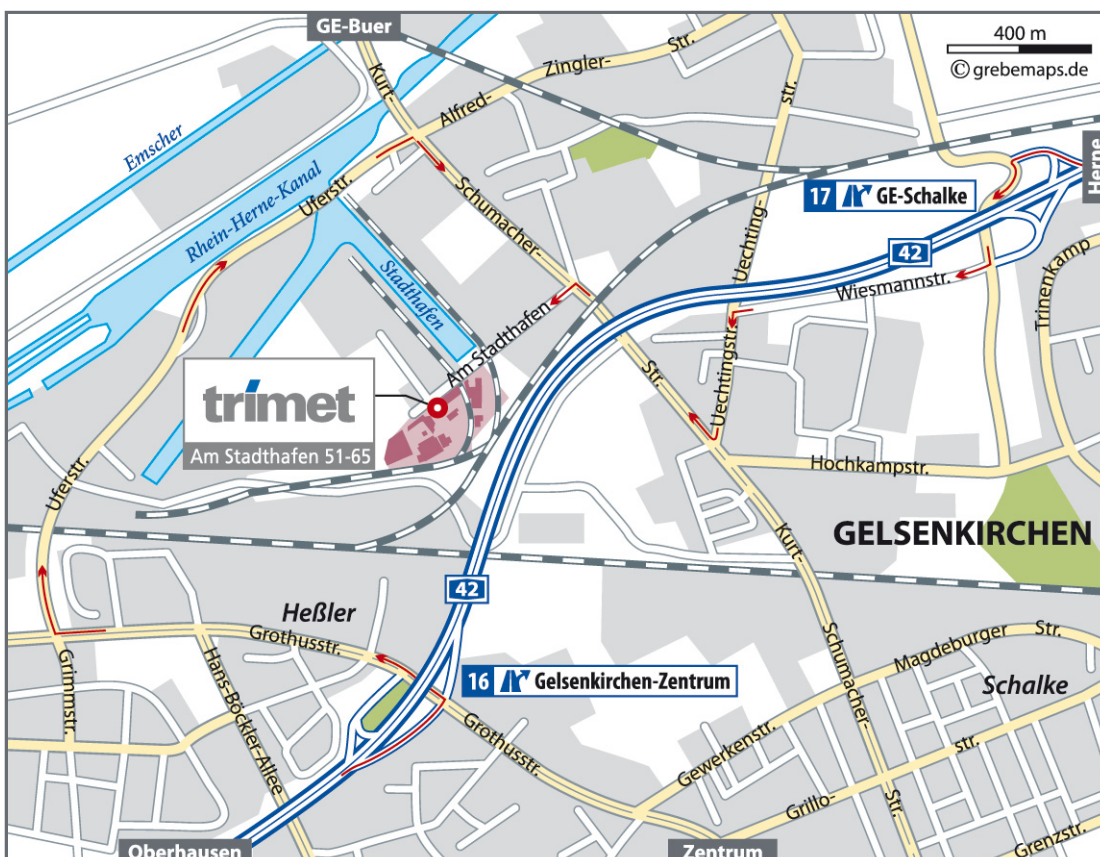 GE-Buer
400 m
© grebemaps.de
Kurt-
Alfred-
Zingler-
Str.
Emscher
Rhein-Herne-Kanal
Uferstr.
Schumacher-
Uechting-
str.
Herne
17 GE-Schalke
42
Wiesmannstr.
Trinenkamp
Stadthafen
Am Stadthafen
Str.
Uechtingstr.
trimet
Am Stadthafen 51-65
Uferstr.
Hochkampstr.
GELSENKIRCHEN
Kurt-
42
Heßler
Grothusstr.
Hans-Böckler-Allee
Grimmstr.
16 Gelsenkirchen-Zentrum
Schumacher-
Magdeburger
Str.
Schalke
Grothusstr.
Gewerkenstr.
Grillo-
str.
Str.
Grenzstr.
Oberhausen
Zentrum